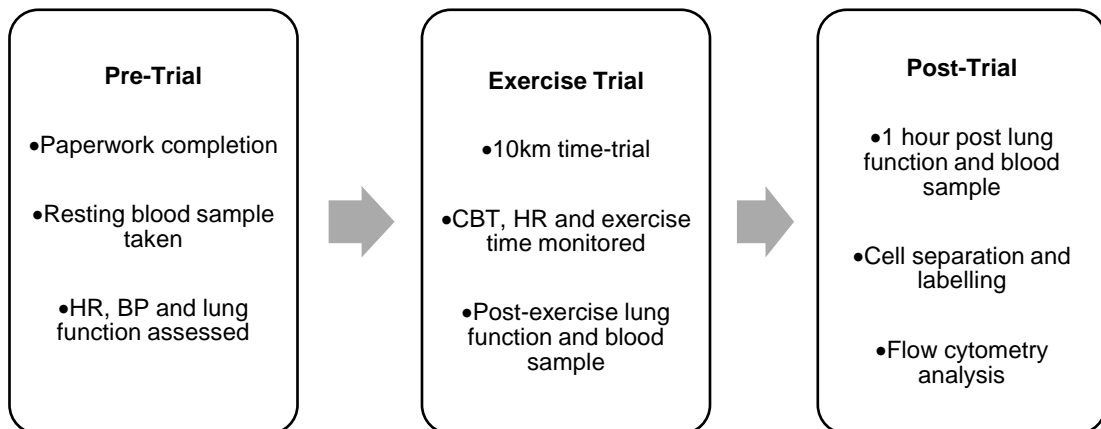 Pre-Trial
•Paperwork completion
•Resting blood sample
taken
•HR, BP and lung
function assessed
Exercise Trial
•10km time-trial
•CBT, HR and exercise
time monitored
•Post-exercise lung
function and blood
sample
Post-Trial
•1 hour post lung
function and blood
sample
•Cell separation and
labelling
•Flow cytometry
analysis